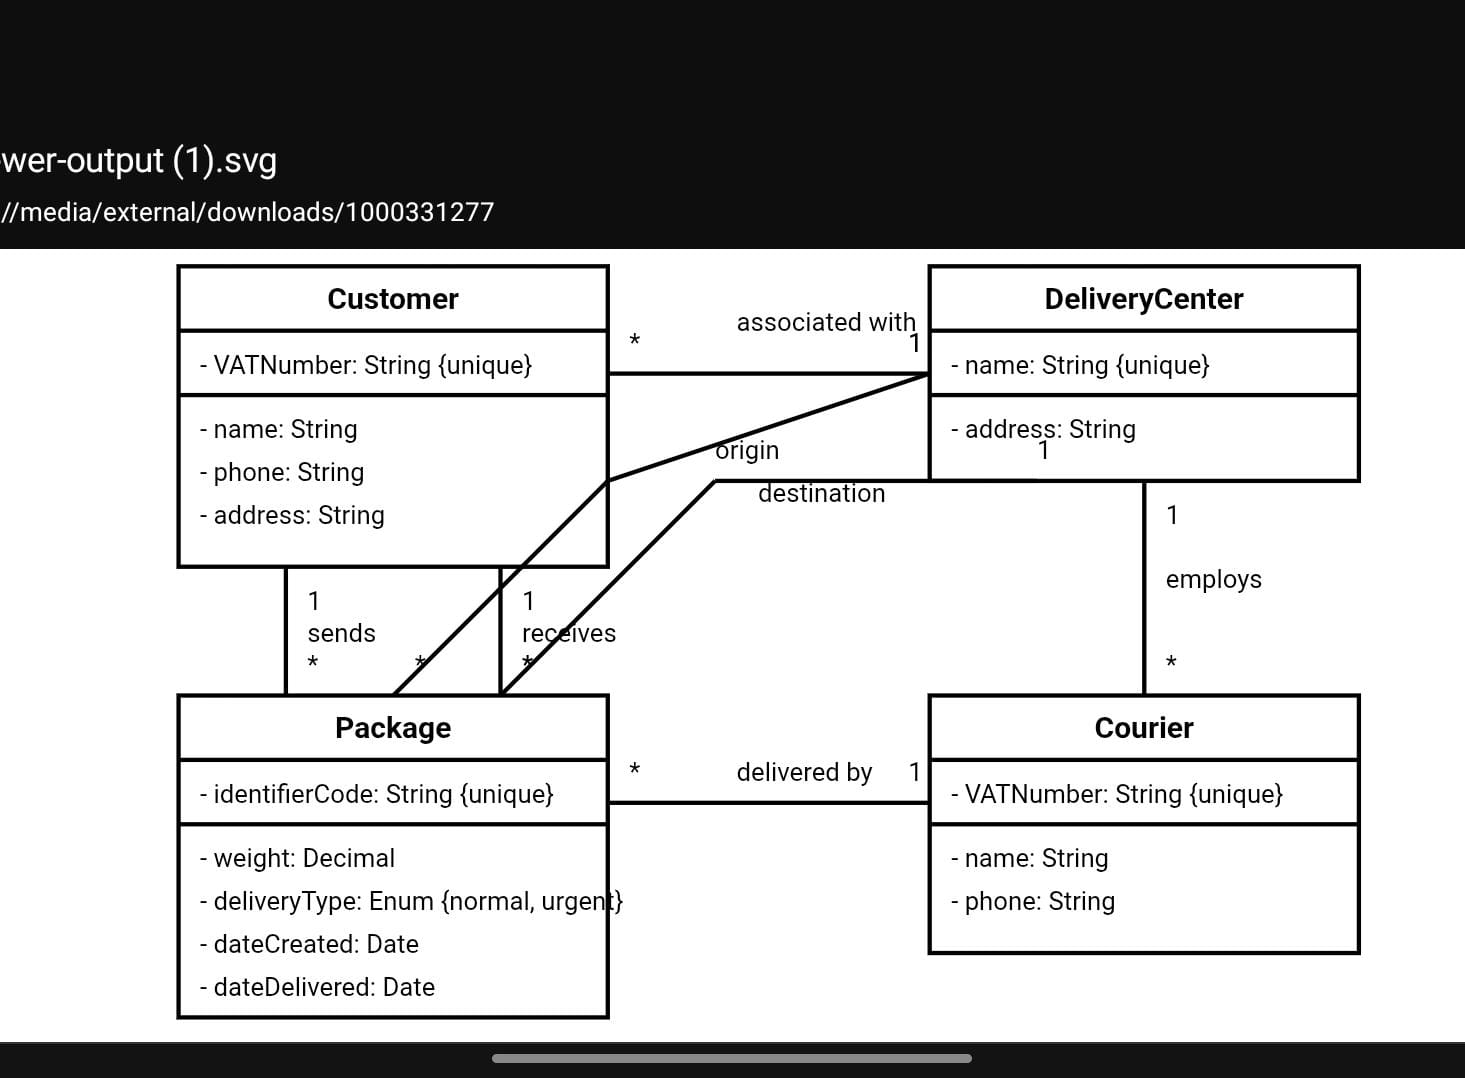 wer-output (1).svg
//media/external/downloads/1000331277
Customer
- VATNumber: String {unique}
- name: String
- phone: String
- address: String
associated with
* 1
DeliveryCenter
- name: String {unique}
- address: String
1
origin
destination
1
sends
*
*
1
receives
*
1
employs
*
Package
- identifierCode: String {unique}
- weight: Decimal
- deliveryType: Enum {normal, urgent}
- dateCreated: Date
- dateDelivered: Date
* delivered by 1
Courier
- VATNumber: String {unique}
- name: String
- phone: String